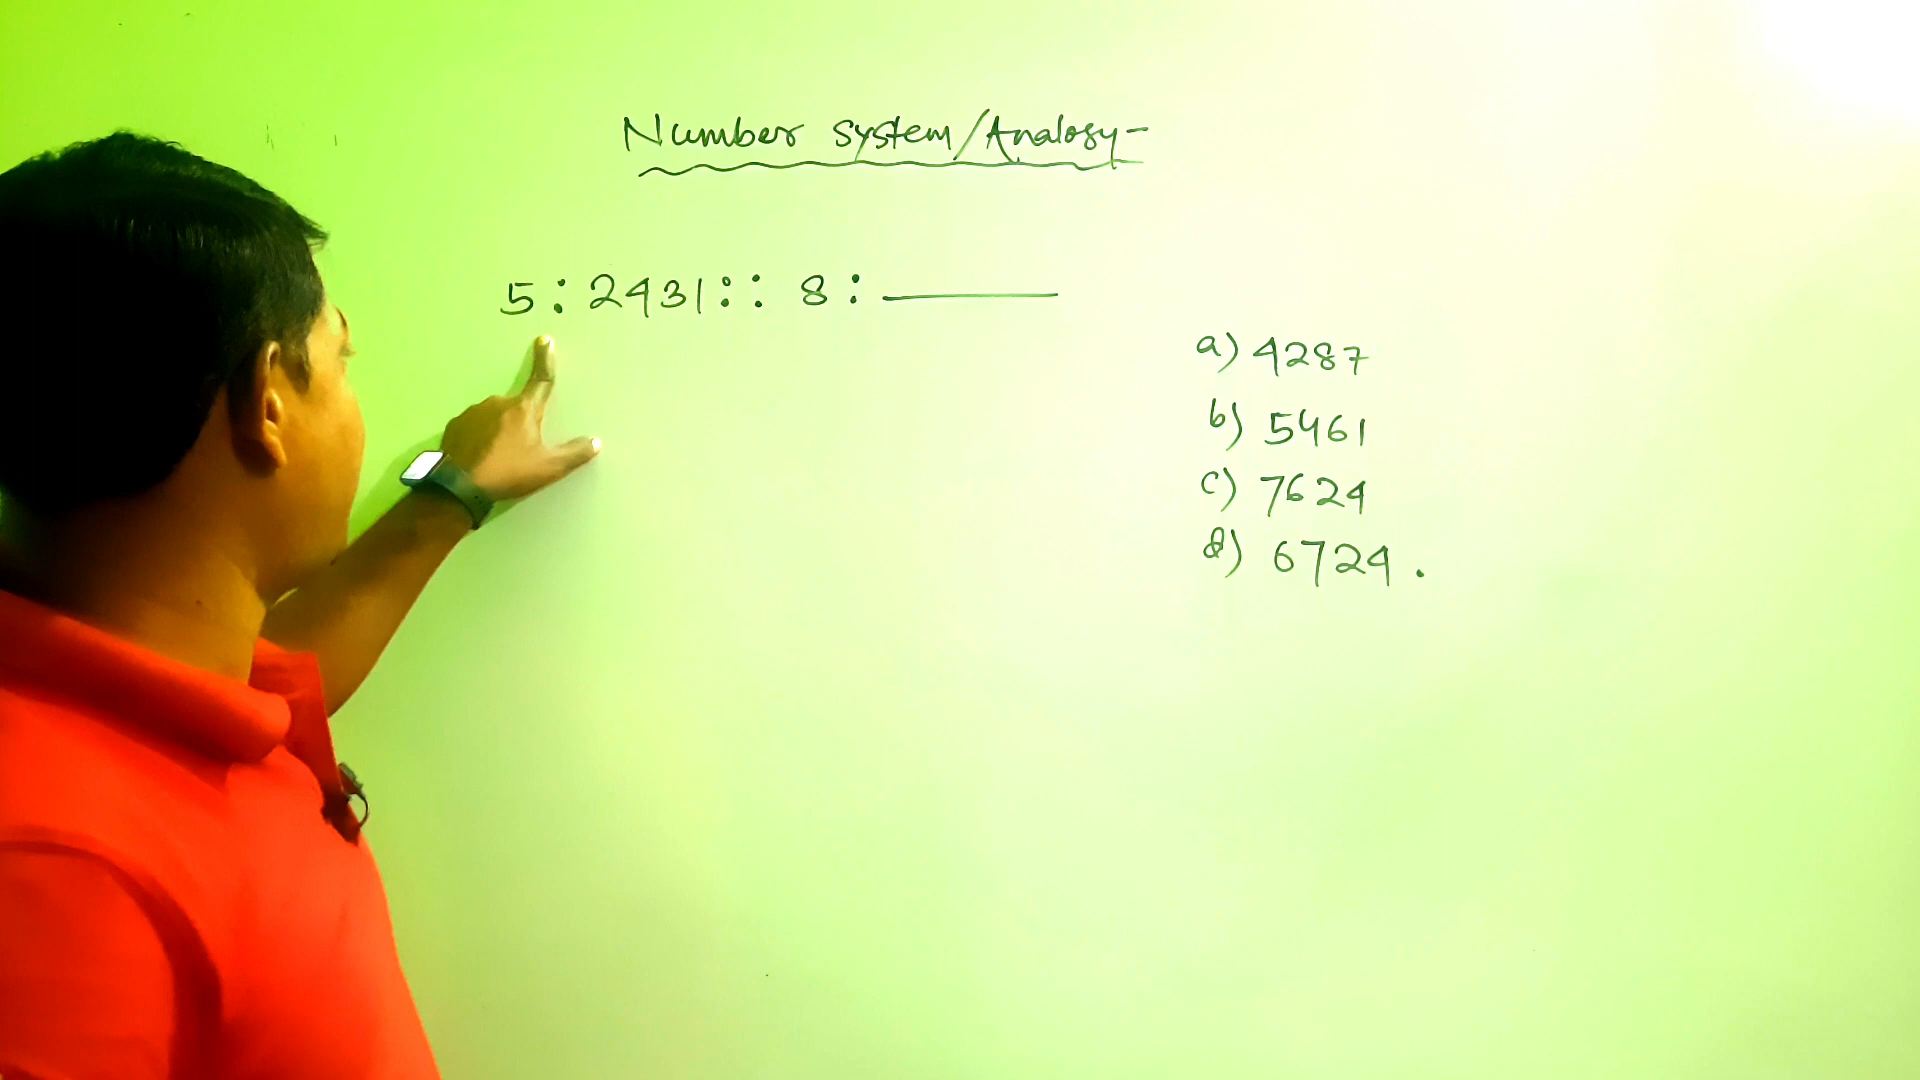 Number system/Analogy-
5:2431:: 8: ______
a) 4287
b) 5461
c) 7624
d) 6724.